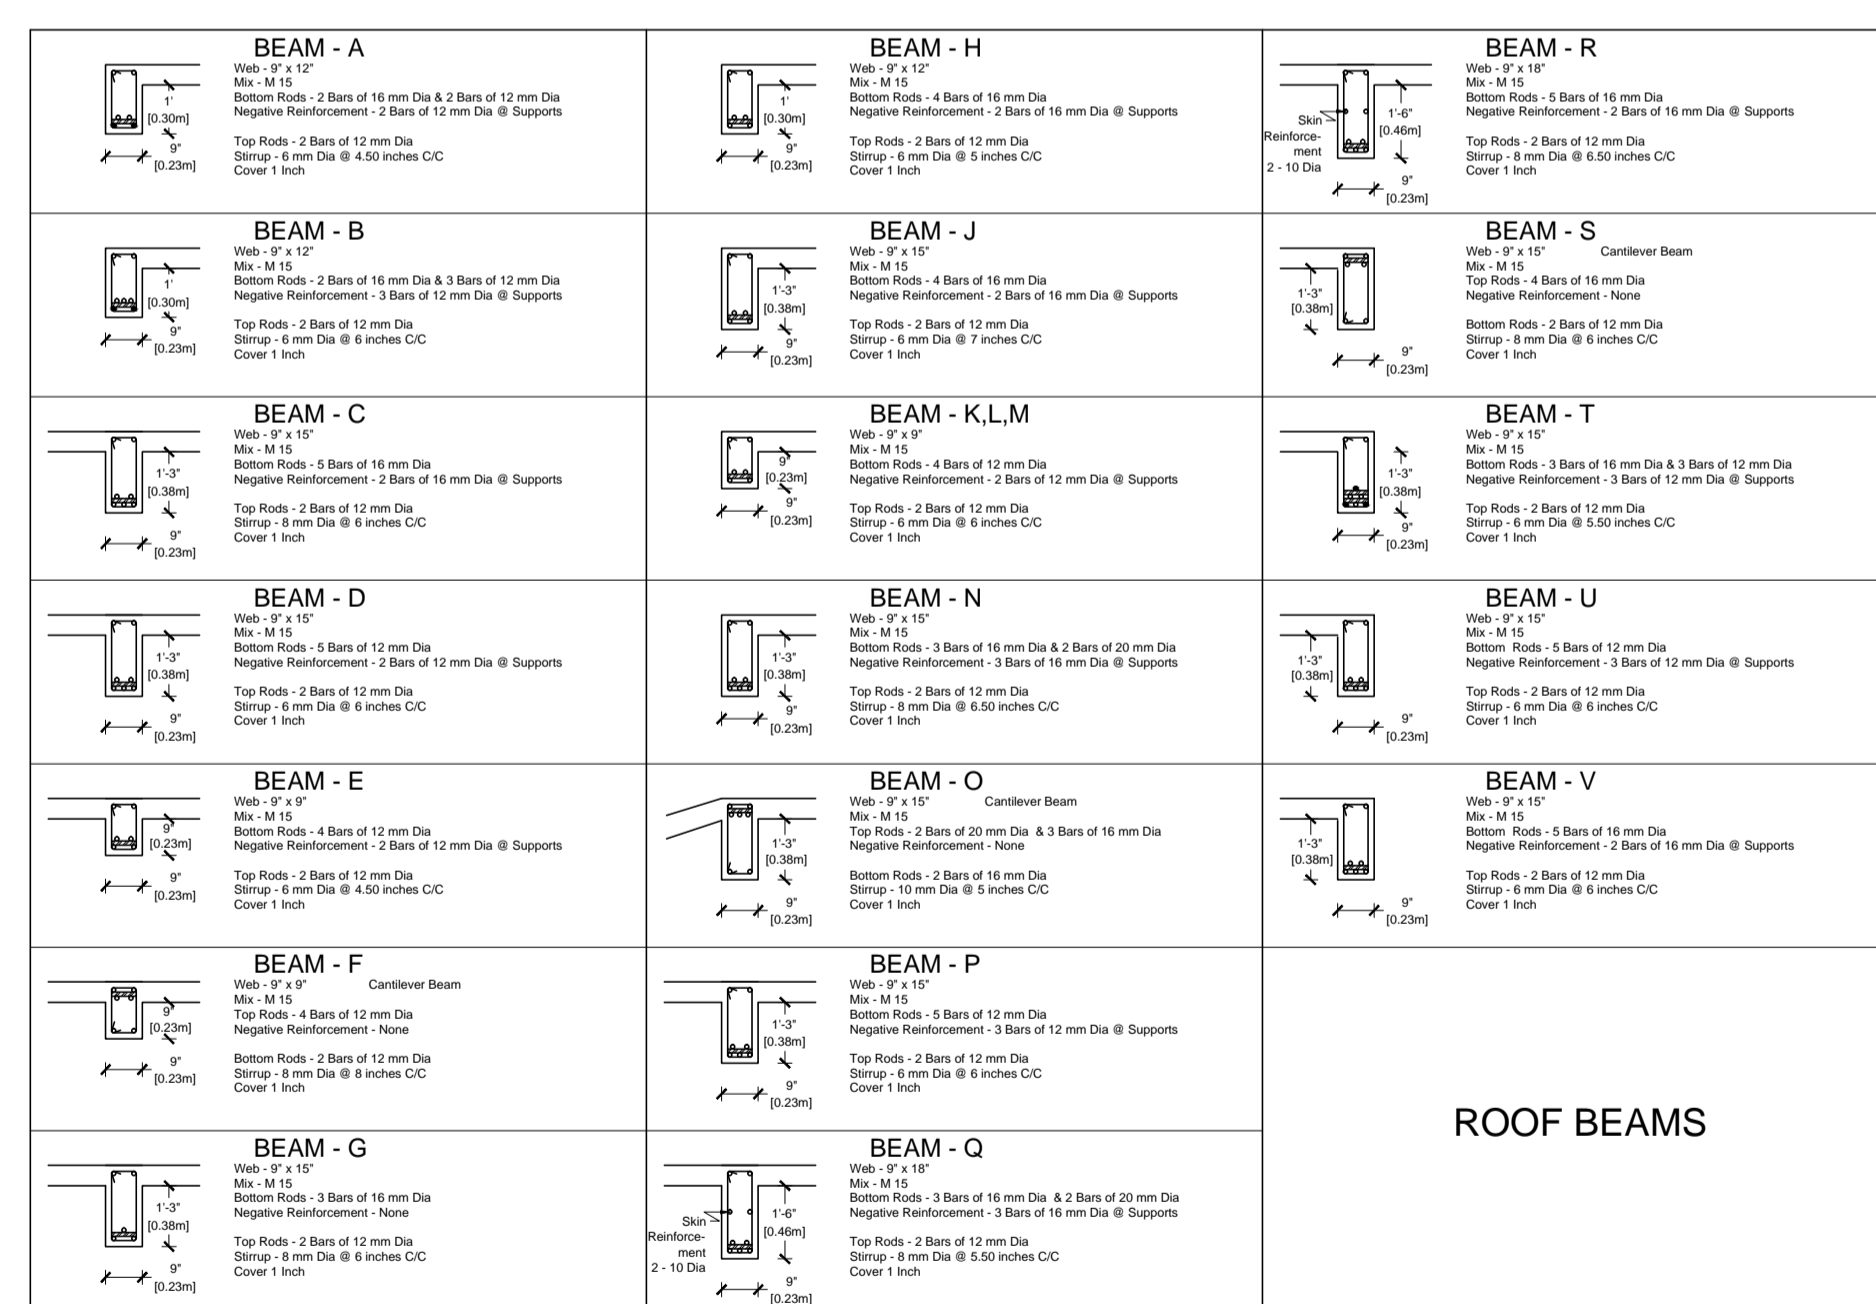 BEAM - A
Web - 9" x 12"
Mix - M 15
Bottom Rods - 2 Bars of 16 mm Dia & 2 Bars of 12 mm Dia
Negative Reinforcement - 2 Bars of 12 mm Dia @ Supports
Top Rods - 2 Bars of 12 mm Dia
Stirrup - 6 mm Dia @ 4.50 inches C/C
Cover 1 Inch
1'
[0.30m]
9"
[0.23m]
BEAM - B
Web - 9" x 12"
Mix - M 15
Bottom Rods - 2 Bars of 16 mm Dia & 3 Bars of 12 mm Dia
Negative Reinforcement - 3 Bars of 12 mm Dia @ Supports
Top Rods - 2 Bars of 12 mm Dia
Stirrup - 6 mm Dia @ 6 inches C/C
Cover 1 Inch
1'
[0.30m]
9"
[0.23m]
BEAM - C
Web - 9" x 15"
Mix - M 15
Bottom Rods - 5 Bars of 16 mm Dia
Negative Reinforcement - 2 Bars of 16 mm Dia @ Supports
Top Rods - 2 Bars of 12 mm Dia
Stirrup - 8 mm Dia @ 6 inches C/C
Cover 1 Inch
1'-3"
[0.38m]
9"
[0.23m]
BEAM - D
Web - 9" x 15"
Mix - M 15
Bottom Rods - 5 Bars of 12 mm Dia
Negative Reinforcement - 2 Bars of 12 mm Dia @ Supports
Top Rods - 2 Bars of 12 mm Dia
Stirrup - 6 mm Dia @ 6 inches C/C
Cover 1 Inch
1'-3"
[0.38m]
9"
[0.23m]
BEAM - E
Web - 9" x 9"
Mix - M 15
Bottom Rods - 4 Bars of 12 mm Dia
Negative Reinforcement - 2 Bars of 12 mm Dia @ Supports
Top Rods - 2 Bars of 12 mm Dia
Stirrup - 6 mm Dia @ 4.50 inches C/C
Cover 1 Inch
9"
[0.23m]
9"
[0.23m]
BEAM - F
Web - 9" x 9" Cantilever Beam
Mix - M 15
Top Rods - 4 Bars of 12 mm Dia
Negative Reinforcement - None
Bottom Rods - 2 Bars of 12 mm Dia
Stirrup - 8 mm Dia @ 8 inches C/C
Cover 1 Inch
9"
[0.23m]
9"
[0.23m]
BEAM - G
Web - 9" x 15"
Mix - M 15
Bottom Rods - 3 Bars of 16 mm Dia
Negative Reinforcement - None
Top Rods - 2 Bars of 12 mm Dia
Stirrup - 8 mm Dia @ 6 inches C/C
Cover 1 Inch
1'-3"
[0.38m]
9"
[0.23m]
BEAM - H
Web - 9" x 12"
Mix - M 15
Bottom Rods - 4 Bars of 16 mm Dia
Negative Reinforcement - 2 Bars of 16 mm Dia @ Supports
Top Rods - 2 Bars of 12 mm Dia
Stirrup - 6 mm Dia @ 5 inches C/C
Cover 1 Inch
1'
[0.30m]
9"
[0.23m]
BEAM - J
Web - 9" x 15"
Mix - M 15
Bottom Rods - 4 Bars of 16 mm Dia
Negative Reinforcement - 2 Bars of 16 mm Dia @ Supports
Top Rods - 2 Bars of 12 mm Dia
Stirrup - 6 mm Dia @ 7 inches C/C
Cover 1 Inch
1'-3"
[0.38m]
9"
[0.23m]
BEAM - K,L,M
Web - 9" x 9"
Mix - M 15
Bottom Rods - 4 Bars of 12 mm Dia
Negative Reinforcement - 2 Bars of 12 mm Dia @ Supports
Top Rods - 2 Bars of 12 mm Dia
Stirrup - 6 mm Dia @ 6 inches C/C
Cover 1 Inch
9"
[0.23m]
9"
[0.23m]
BEAM - N
Web - 9" x 15"
Mix - M 15
Bottom Rods - 3 Bars of 16 mm Dia & 2 Bars of 20 mm Dia
Negative Reinforcement - 3 Bars of 16 mm Dia @ Supports
Top Rods - 2 Bars of 12 mm Dia
Stirrup - 8 mm Dia @ 6.50 inches C/C
Cover 1 Inch
1'-3"
[0.38m]
9"
[0.23m]
BEAM - O
Web - 9" x 15" Cantilever Beam
Mix - M 15
Top Rods - 2 Bars of 20 mm Dia & 3 Bars of 16 mm Dia
Negative Reinforcement - None
Bottom Rods - 2 Bars of 16 mm Dia
Stirrup - 10 mm Dia @ 5 inches C/C
Cover 1 Inch
1'-3"
[0.38m]
9"
[0.23m]
BEAM - P
Web - 9" x 15"
Mix - M 15
Bottom Rods - 5 Bars of 12 mm Dia
Negative Reinforcement - 3 Bars of 12 mm Dia @ Supports
Top Rods - 2 Bars of 12 mm Dia
Stirrup - 6 mm Dia @ 6 inches C/C
Cover 1 Inch
1'-3"
[0.38m]
9"
[0.23m]
BEAM - Q
Web - 9" x 18"
Mix - M 15
Bottom Rods - 3 Bars of 16 mm Dia & 2 Bars of 20 mm Dia
Negative Reinforcement - 3 Bars of 16 mm Dia @ Supports
Top Rods - 2 Bars of 12 mm Dia
Stirrup - 8 mm Dia @ 5.50 inches C/C
Cover 1 Inch
Skin
Reinforce-
ment
2 - 10 Dia
1'-6"
[0.46m]
9"
[0.23m]
BEAM - R
Web - 9" x 18"
Mix - M 15
Bottom Rods - 5 Bars of 16 mm Dia
Negative Reinforcement - 2 Bars of 16 mm Dia @ Supports
Top Rods - 2 Bars of 12 mm Dia
Stirrup - 8 mm Dia @ 6.50 inches C/C
Cover 1 Inch
Skin
Reinforce-
ment
2 - 10 Dia
1'-6"
[0.46m]
9"
[0.23m]
BEAM - S
Web - 9" x 15" Cantilever Beam
Mix - M 15
Top Rods - 4 Bars of 16 mm Dia
Negative Reinforcement - None
Bottom Rods - 2 Bars of 12 mm Dia
Stirrup - 8 mm Dia @ 6 inches C/C
Cover 1 Inch
1'-3"
[0.38m]
9"
[0.23m]
BEAM - T
Web - 9" x 15"
Mix - M 15
Bottom Rods - 3 Bars of 16 mm Dia & 3 Bars of 12 mm Dia
Negative Reinforcement - 3 Bars of 12 mm Dia @ Supports
Top Rods - 2 Bars of 12 mm Dia
Stirrup - 6 mm Dia @ 5.50 inches C/C
Cover 1 Inch
1'-3"
[0.38m]
9"
[0.23m]
BEAM - U
Web - 9" x 15"
Mix - M 15
Bottom Rods - 5 Bars of 12 mm Dia
Negative Reinforcement - 3 Bars of 12 mm Dia @ Supports
Top Rods - 2 Bars of 12 mm Dia
Stirrup - 6 mm Dia @ 6 inches C/C
Cover 1 Inch
1'-3"
[0.38m]
9"
[0.23m]
BEAM - V
Web - 9" x 15"
Mix - M 15
Bottom Rods - 5 Bars of 16 mm Dia
Negative Reinforcement - 2 Bars of 16 mm Dia @ Supports
Top Rods - 2 Bars of 12 mm Dia
Stirrup - 6 mm Dia @ 6 inches C/C
Cover 1 Inch
1'-3"
[0.38m]
9"
[0.23m]
ROOF BEAMS